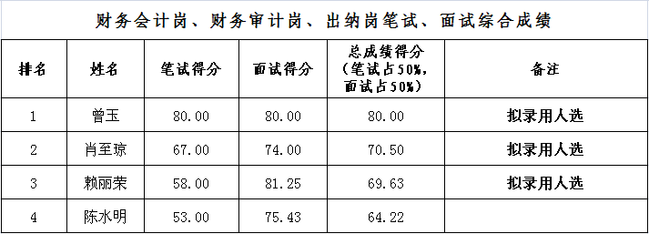 财务会计岗、财务审计岗、出纳岗笔试、面试综合成绩
排名 姓名 笔试得分 面试得分 总成绩得分（笔试占50%，面试占50%） 备注
1 曾玉 80.00 80.00 80.00 拟录用人选
2 肖至琼 67.00 74.00 70.50 拟录用人选
3 赖丽荣 58.00 81.25 69.63 拟录用人选
4 陈水明 53.00 75.43 64.22